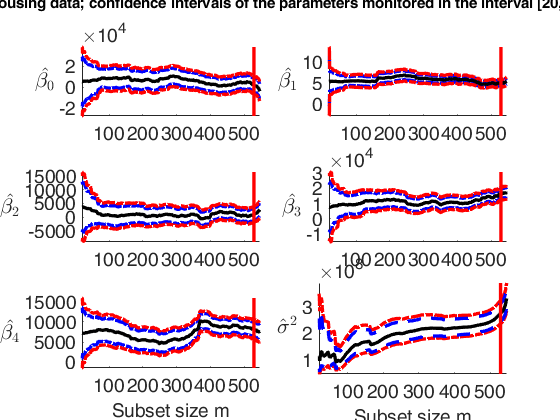 ousing data; confidence intervals of the parameters monitored in the interval [20,
×10⁴
β̂₀ 2 0 -2
100 200 300 400 500
β̂₁ 10 5 0
100 200 300 400 500
β̂₂ 15000 10000 5000 0 -5000
100 200 300 400 500
×10⁴
β̂₃ 3 2 1 0 -1
100 200 300 400 500
β̂₄ 15000 10000 5000 0
100 200 300 400 500
Subset size m
×10⁸
σ̂² 3 2 1
100 200 300 400 500
Subset size m